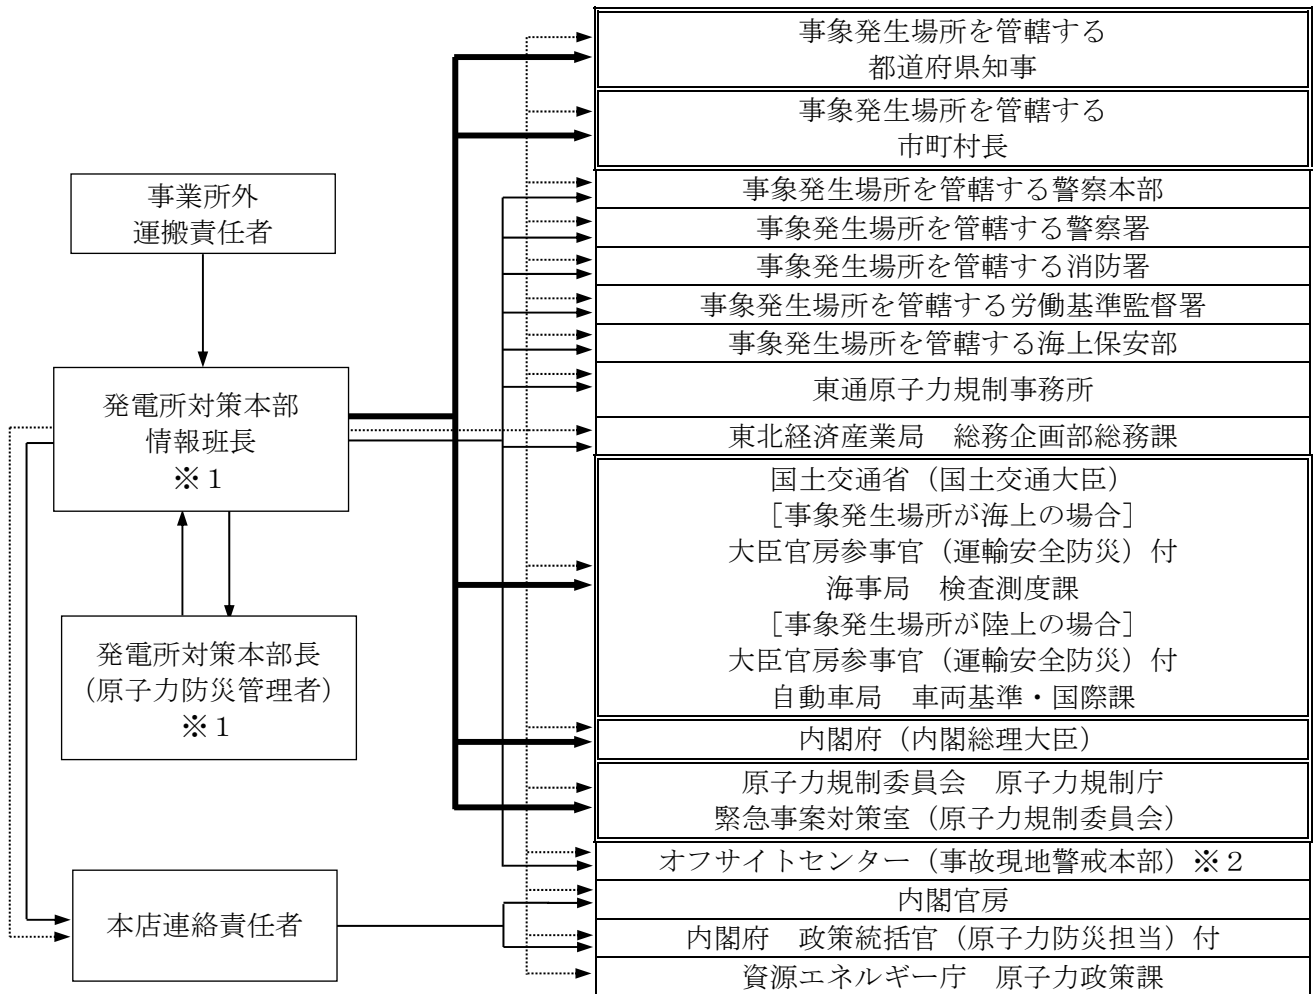 事象発生場所を管轄する
都道府県知事
事象発生場所を管轄する
市町村長
事業所外
運搬責任者
事象発生場所を管轄する警察本部
事象発生場所を管轄する警察署
事象発生場所を管轄する消防署
事象発生場所を管轄する労働基準監督署
事象発生場所を管轄する海上保安部
東通原子力規制事務所
東北経済産業局　総務企画部総務課
発電所対策本部
情報班長
※１
国土交通省（国土交通大臣）
［事象発生場所が海上の場合］
大臣官房参事官（運輸安全防災）付
海事局　検査測度課
［事象発生場所が陸上の場合］
大臣官房参事官（運輸安全防災）付
自動車局　車両基準・国際課
発電所対策本部長
（原子力防災管理者）
※１
内閣府（内閣総理大臣）
原子力規制委員会　原子力規制庁
緊急事案対策室（原子力規制委員会）
オフサイトセンター（事故現地警戒本部）※２
本店連絡責任者
内閣官房
内閣府　政策統括官（原子力防災担当）付
資源エネルギー庁　原子力政策課